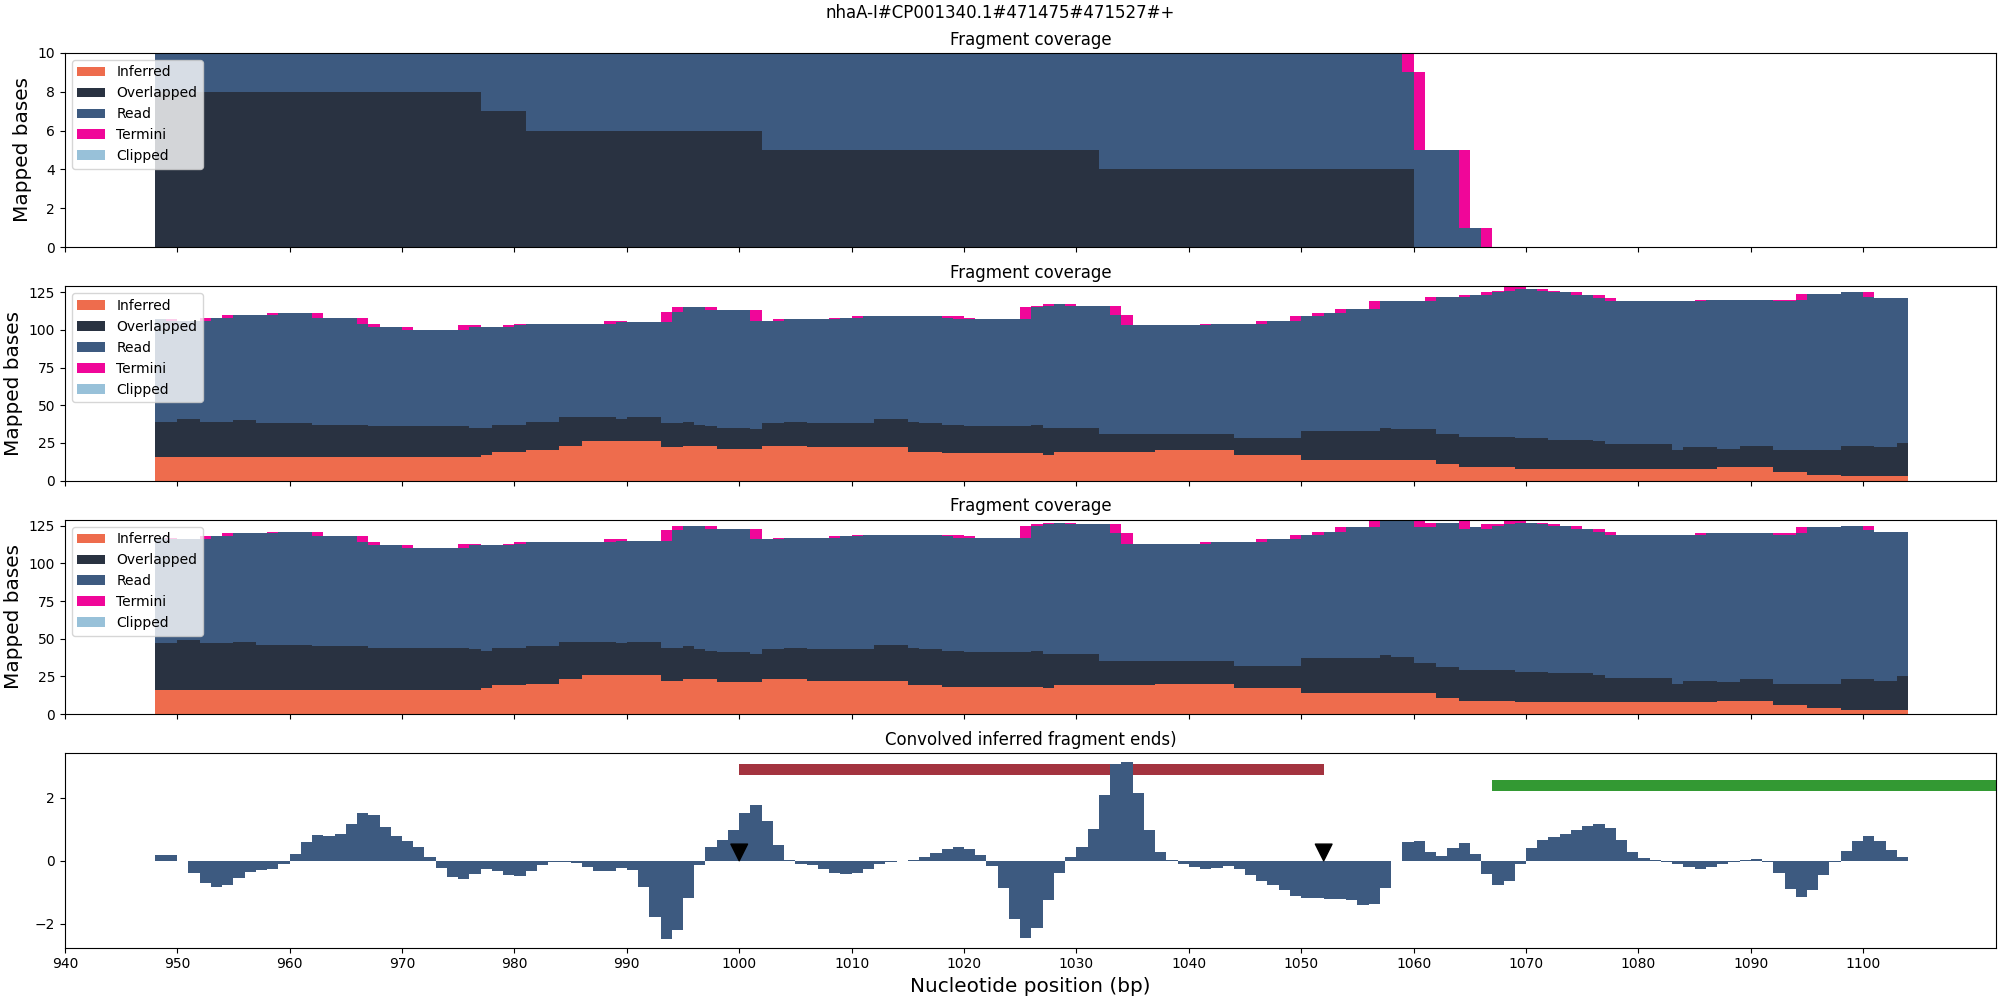 nhaA-I#CP001340.1#471475#471527#+
Fragment coverage
Mapped bases
10
8
6
4
2
0
Inferred
Overlapped
Read
Termini
Clipped
Fragment coverage
Mapped bases
125
100
75
50
25
0
Inferred
Overlapped
Read
Termini
Clipped
Fragment coverage
Mapped bases
125
100
75
50
25
0
Inferred
Overlapped
Read
Termini
Clipped
Convolved inferred fragment ends)
2
0
−2
940 950 960 970 980 990 1000 1010 1020 1030 1040 1050 1060 1070 1080 1090 1100
Nucleotide position (bp)